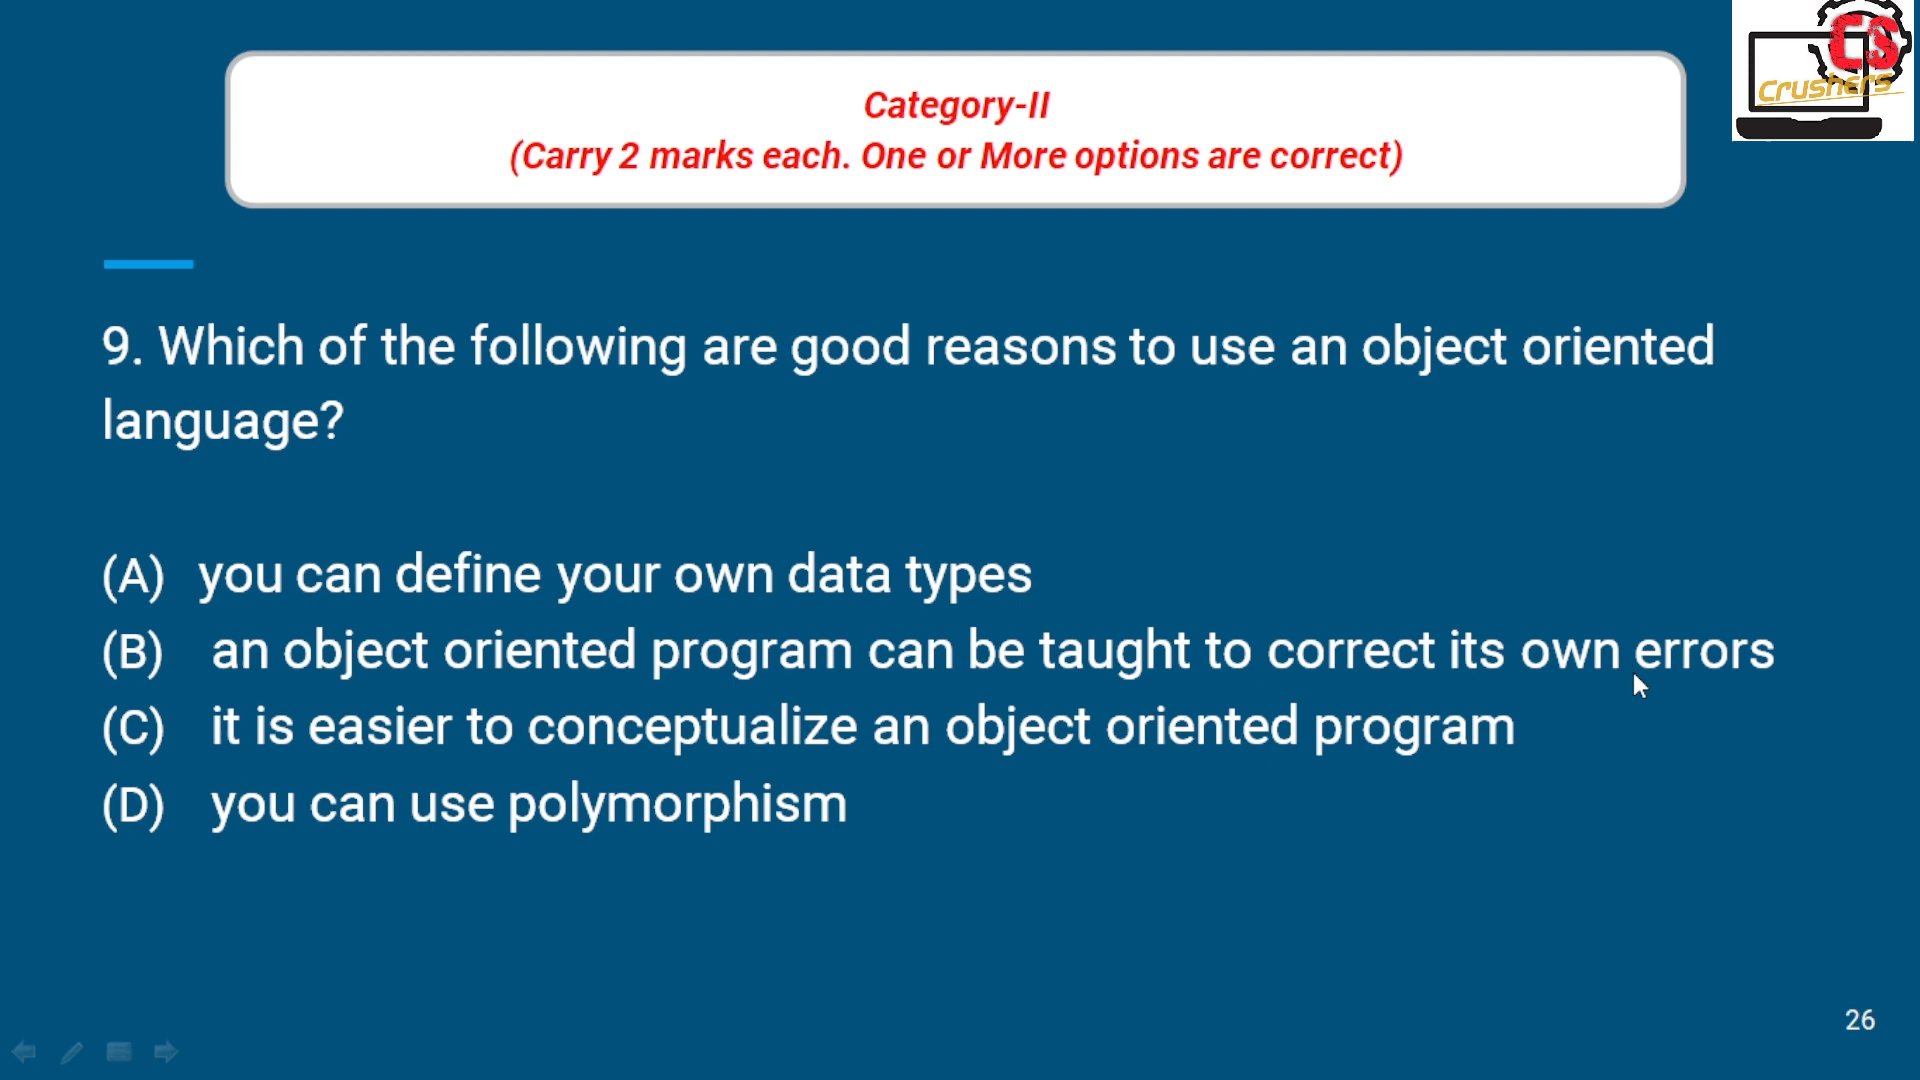 CS
Crushers
Category-II
(Carry 2 marks each. One or More options are correct)
9. Which of the following are good reasons to use an object oriented
language?
(A) you can define your own data types
(B) an object oriented program can be taught to correct its own errors
(C) it is easier to conceptualize an object oriented program
(D) you can use polymorphism
26